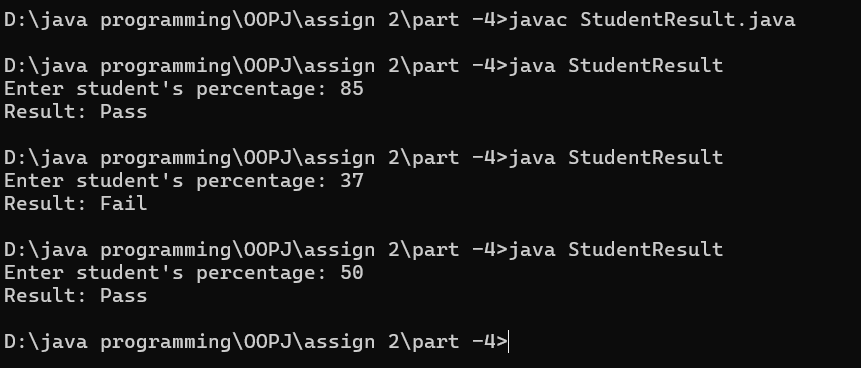 D:\java programming\OOPJ\assign 2\part -4>javac StudentResult.java
D:\java programming\OOPJ\assign 2\part -4>java StudentResult
Enter student's percentage: 85
Result: Pass
D:\java programming\OOPJ\assign 2\part -4>java StudentResult
Enter student's percentage: 37
Result: Fail
D:\java programming\OOPJ\assign 2\part -4>java StudentResult
Enter student's percentage: 50
Result: Pass
D:\java programming\OOPJ\assign 2\part -4>